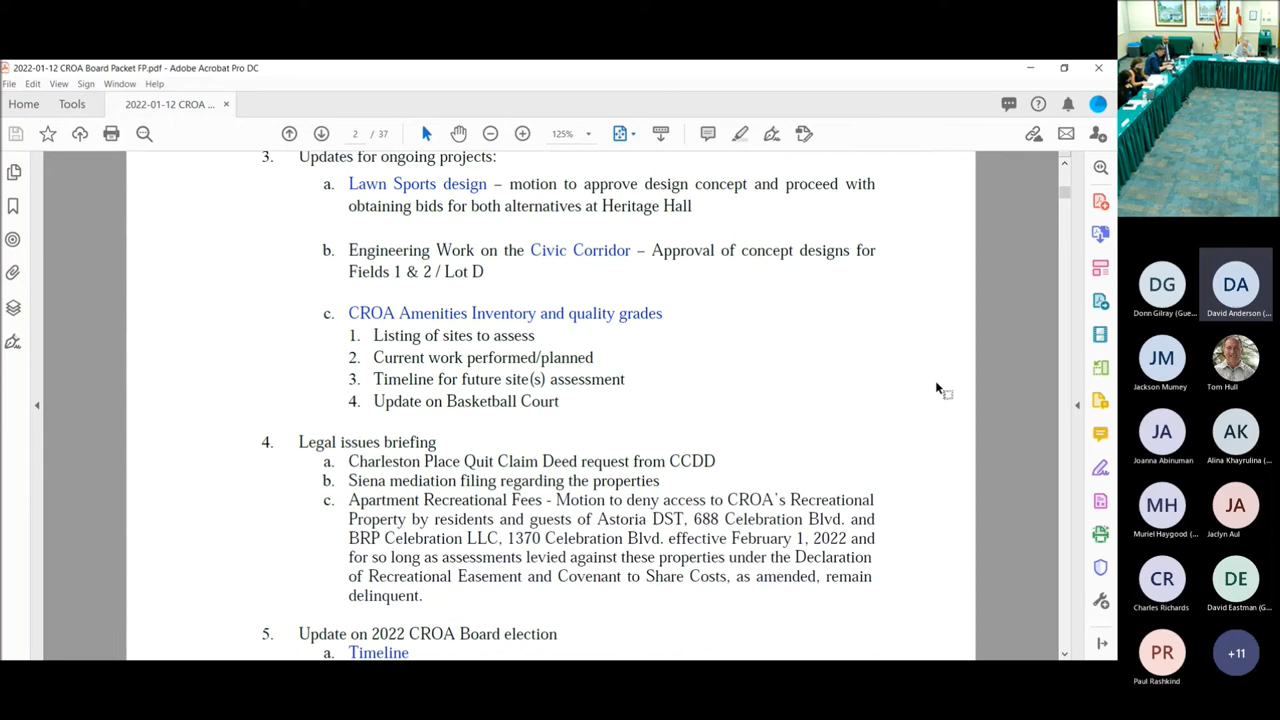 2022-01-12 CROA Board Packet FP.pdf - Adobe Acrobat Pro DC
File Edit View Sign Window Help
Home Tools 2022-01-12 CROA ... ×
2 / 37 125%
3. Updates for ongoing projects:
a. Lawn Sports design – motion to approve design concept and proceed with
obtaining bids for both alternatives at Heritage Hall
b. Engineering Work on the Civic Corridor – Approval of concept designs for
Fields 1 & 2 / Lot D
c. CROA Amenities Inventory and quality grades
1. Listing of sites to assess
2. Current work performed/planned
3. Timeline for future site(s) assessment
4. Update on Basketball Court
4. Legal issues briefing
a. Charleston Place Quit Claim Deed request from CCDD
b. Siena mediation filing regarding the properties
c. Apartment Recreational Fees - Motion to deny access to CROA's Recreational
Property by residents and guests of Astoria DST, 688 Celebration Blvd. and
BRP Celebration LLC, 1370 Celebration Blvd. effective February 1, 2022 and
for so long as assessments levied against these properties under the Declaration
of Recreational Easement and Covenant to Share Costs, as amended, remain
delinquent.
5. Update on 2022 CROA Board election
a. Timeline
DG DA
Donn Gilray (Gue... David Anderson (...
JM
Jackson Mumey Tom Hull
JA AK
Joanna Abinuman Alina Khayrulina (...
MH JA
Muriel Haygood (... Jaclyn Aul
CR DE
Charles Richards David Eastman (G...
PR +11
Paul Rashkind